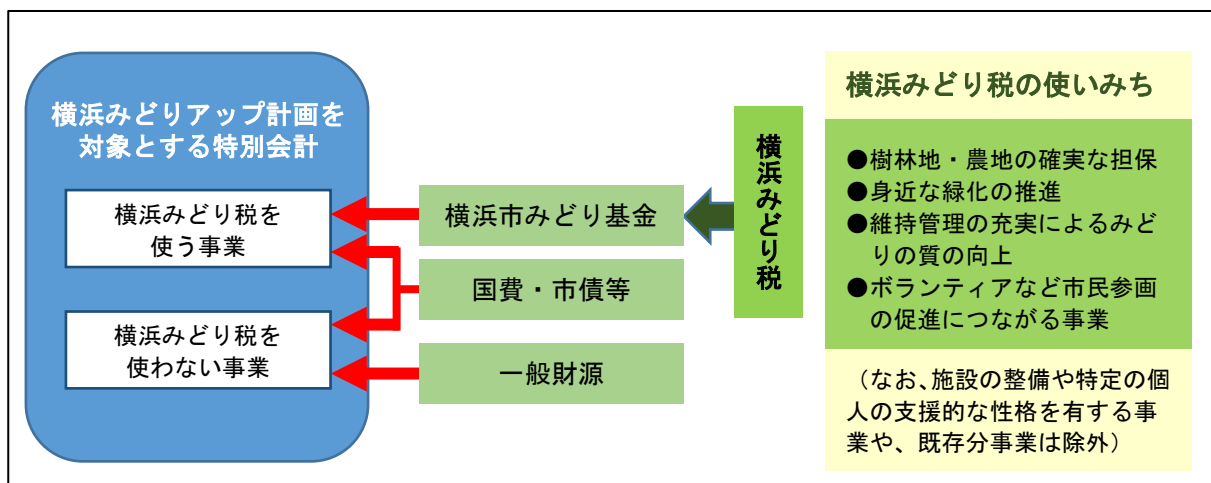 横浜みどりアップ計画を
対象とする特別会計
横浜みどり税を
使う事業
横浜みどり税を
使わない事業
横浜市みどり基金
国費・市債等
一般財源
横浜みどり税
横浜みどり税の使いみち
●樹林地・農地の確実な担保
●身近な緑化の推進
●維持管理の充実によるみど
りの質の向上
●ボランティアなど市民参画
の促進につながる事業
（なお、施設の整備や特定の個
人の支援的な性格を有する事
業や、既存分事業は除外）